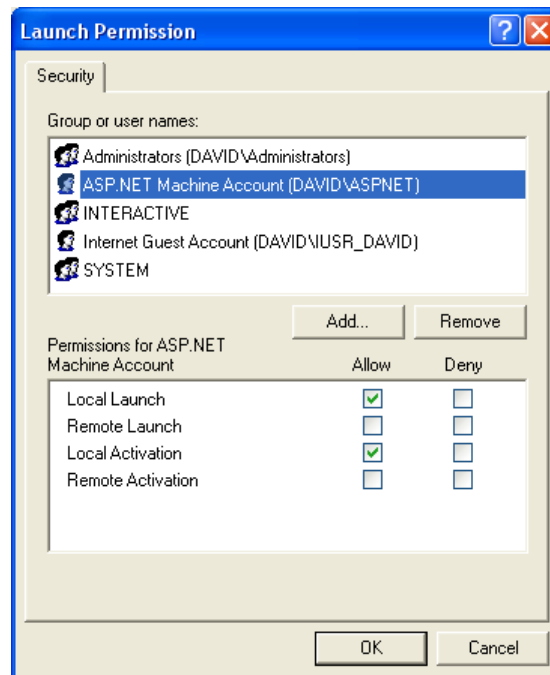 Launch Permission
Security
Group or user names:
Administrators (DAVID\Administrators)
ASP.NET Machine Account (DAVID\ASPNET)
INTERACTIVE
Internet Guest Account (DAVID\IUSR_DAVID)
SYSTEM
Add... Remove
Permissions for ASP.NET
Machine Account Allow Deny
Local Launch
Remote Launch
Local Activation
Remote Activation
OK Cancel